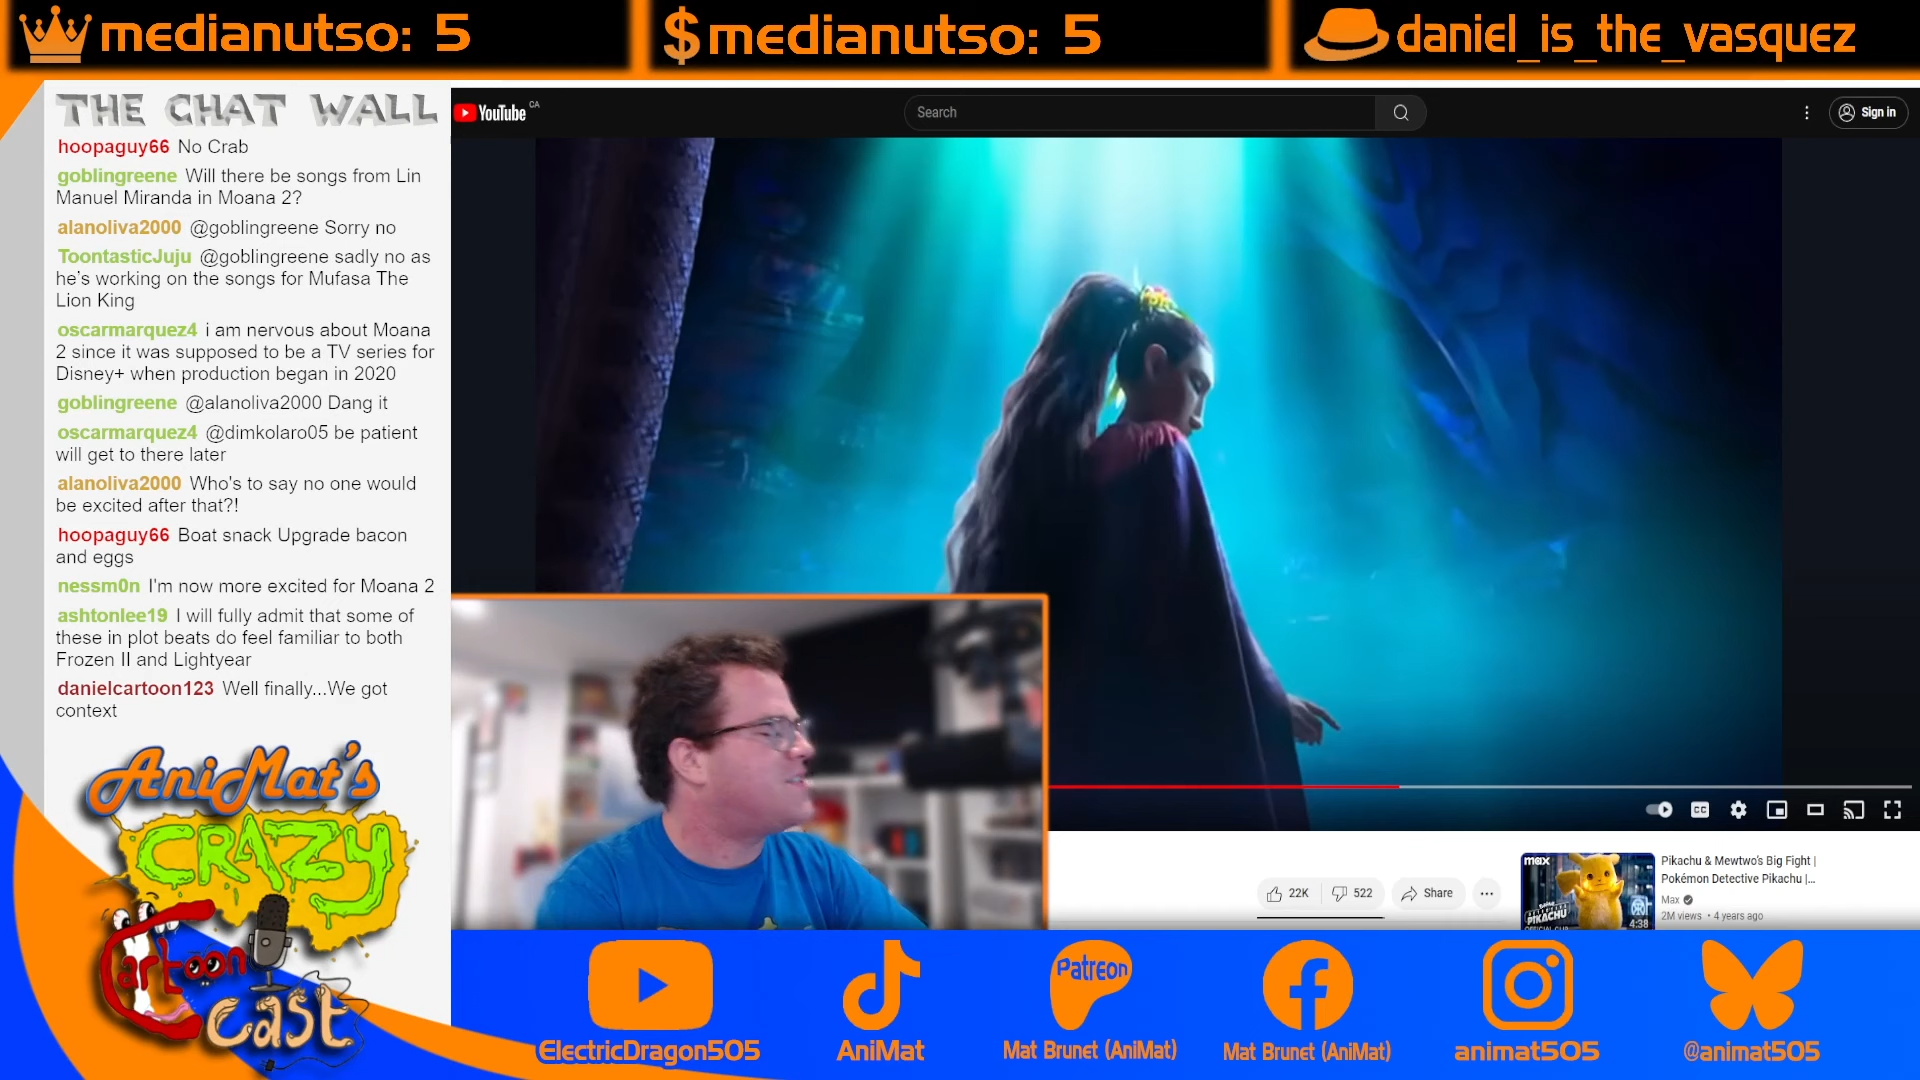 medianutso: 5
$ medianutso: 5
daniel_is_the_vasquez
THE CHAT WALL
hoopaguy66 No Crab
goblingreene Will there be songs from Lin
Manuel Miranda in Moana 2?
alanoliva2000 @goblingreene Sorry no
ToontasticJuju @goblingreene sadly no as
he's working on the songs for Mufasa The
Lion King
oscarmarquez4 i am nervous about Moana
2 since it was supposed to be a TV series for
Disney+ when production began in 2020
goblingreene @alanoliva2000 Dang it
oscarmarquez4 @dimkolaro05 be patient
will get to there later
alanoliva2000 Who's to say no one would
be excited after that?!
hoopaguy66 Boat snack Upgrade bacon
and eggs
nessm0n I'm now more excited for Moana 2
ashtonlee19 I will fully admit that some of
these in plot beats do feel familiar to both
Frozen II and Lightyear
danielcartoon123 Well finally...We got
context
AniMat's
CRAZY
Cartoon
Cast
YouTube CA
Search
Sign in
CC
22K
522
Share
max
PIKACHU
4:38
Pikachu & Mewtwo's Big Fight |
Pokémon Detective Pikachu |...
Max
2M views • 4 years ago
ElectricDragon505
AniMat
Patreon
Mat Brunet (AniMat)
Mat Brunet (AniMat)
animat505
@animat505